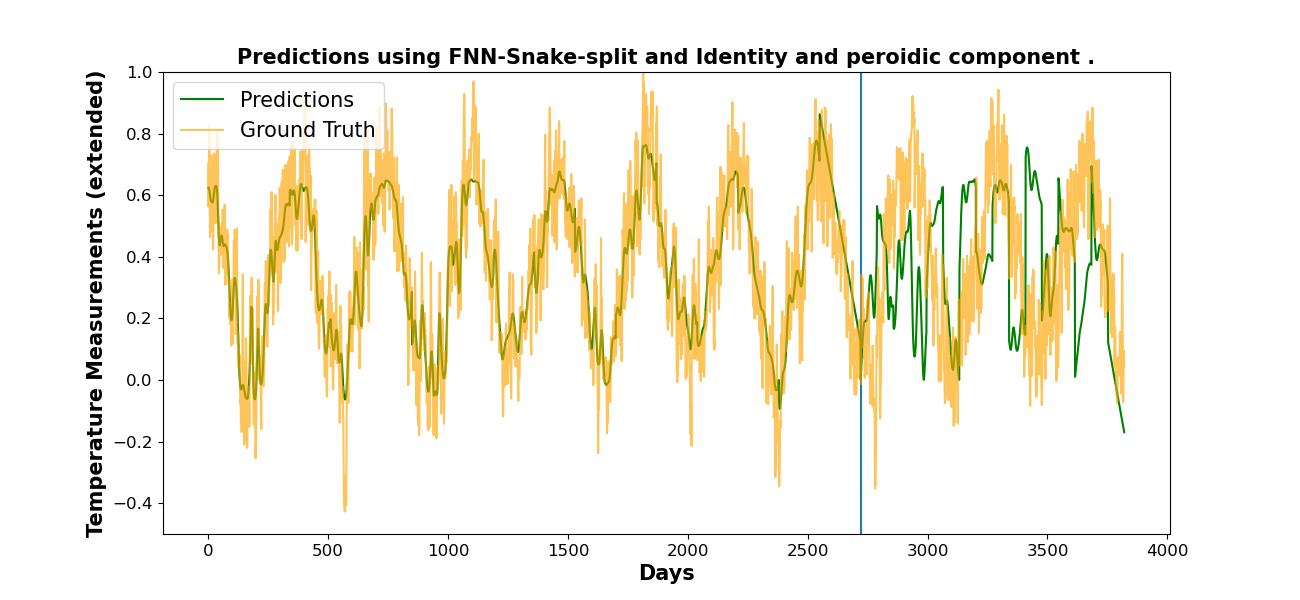 Predictions using FNN-Snake-split and Identity and peroidic component .
Predictions
Ground Truth
Temperature Measurements (extended)
1.0
0.8
0.6
0.4
0.2
0.0
−0.2
−0.4
0 500 1000 1500 2000 2500 3000 3500 4000
Days